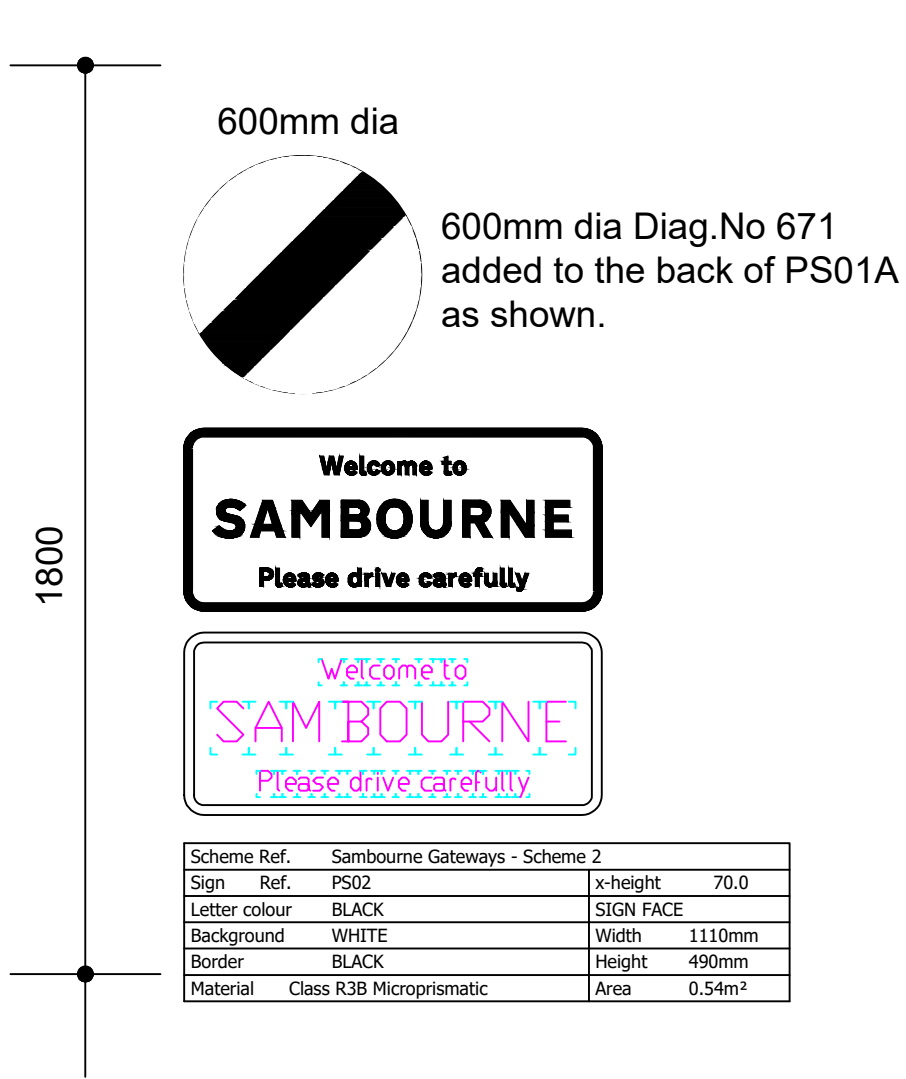 600mm dia
600mm dia Diag.No 671
added to the back of PS01A
as shown.
1800
Welcome to
SAMBOURNE
Please drive carefully
Welcome to
SAMBOURNE
Please drive carefully
Scheme Ref. Sambourne Gateways - Scheme 2
Sign Ref. PS02 x-height 70.0
Letter colour BLACK SIGN FACE
Background WHITE Width 1110mm
Border BLACK Height 490mm
Material Class R3B Microprismatic Area 0.54m²